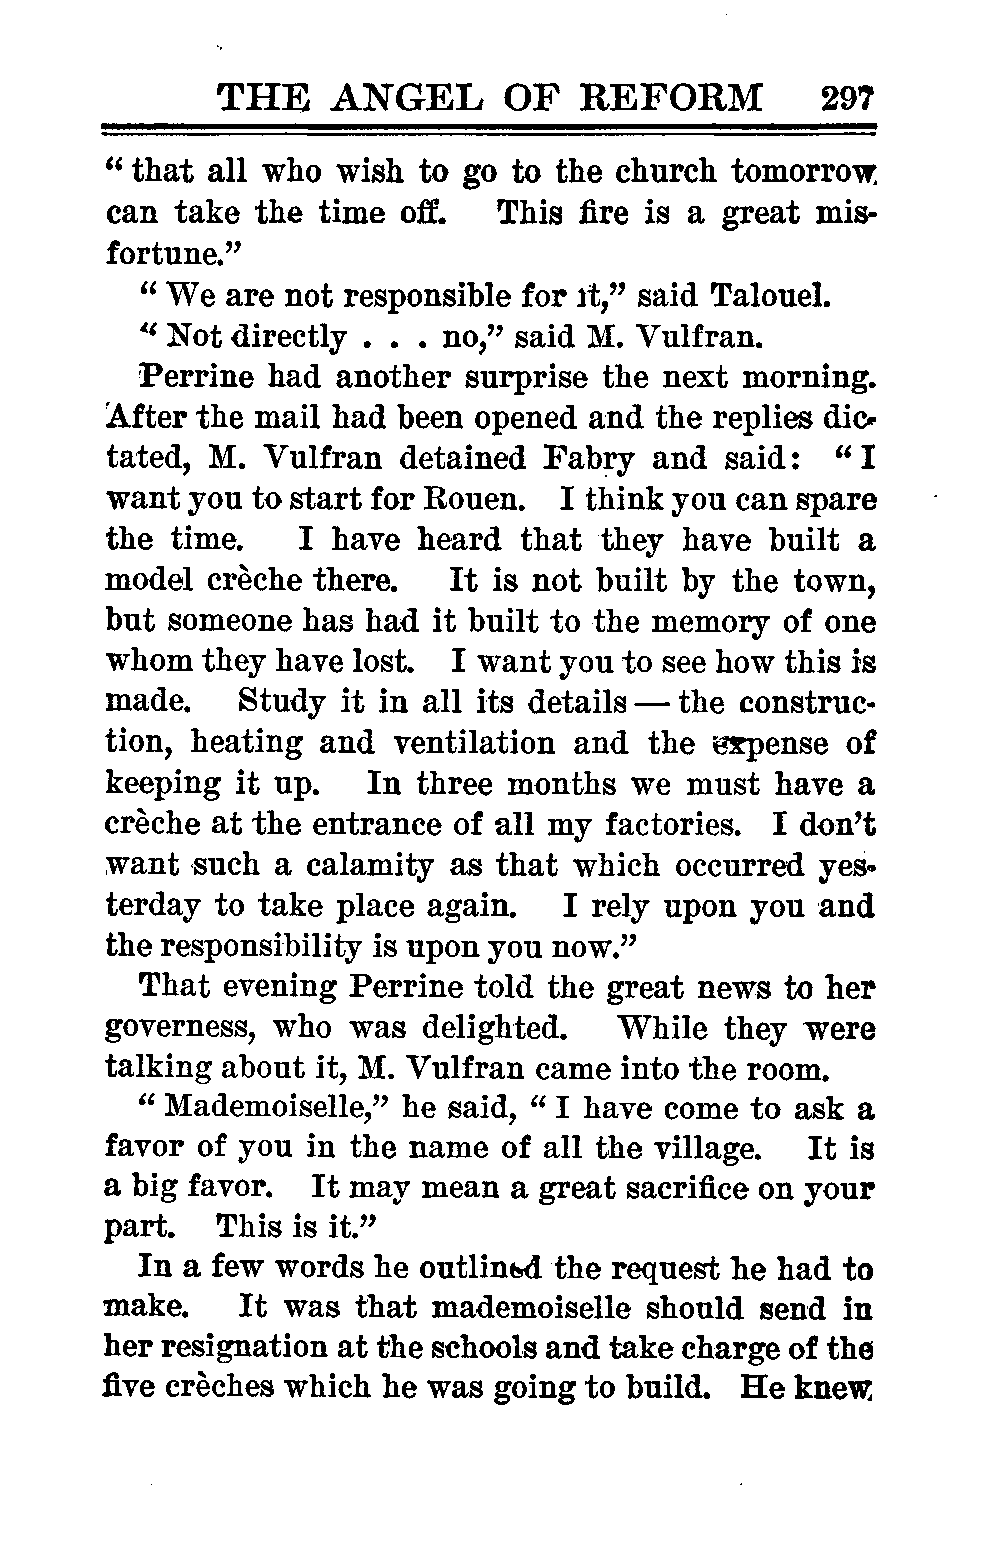 THE ANGEL OF REFORM 297
“ that all who wish to go to the church tomorrow
can take the time off. This fire is a great mis-
fortune.”
“ We are not responsible for it,” said Talouel.
“ Not directly . . . no,” said M. Vulfran.
Perrine had another surprise the next morning.
After the mail had been opened and the replies dic-
tated, M. Vulfran detained Fabry and said: “ I
want you to start for Rouen. I think you can spare
the time. I have heard that they have built a
model crèche there. It is not built by the town,
but someone has had it built to the memory of one
whom they have lost. I want you to see how this is
made. Study it in all its details — the construc-
tion, heating and ventilation and the expense of
keeping it up. In three months we must have a
crèche at the entrance of all my factories. I don’t
want such a calamity as that which occurred yes-
terday to take place again. I rely upon you and
the responsibility is upon you now.”
That evening Perrine told the great news to her
governess, who was delighted. While they were
talking about it, M. Vulfran came into the room.
“ Mademoiselle,” he said, “ I have come to ask a
favor of you in the name of all the village. It is
a big favor. It may mean a great sacrifice on your
part. This is it.”
In a few words he outlined the request he had to
make. It was that mademoiselle should send in
her resignation at the schools and take charge of the
five crèches which he was going to build. He knew